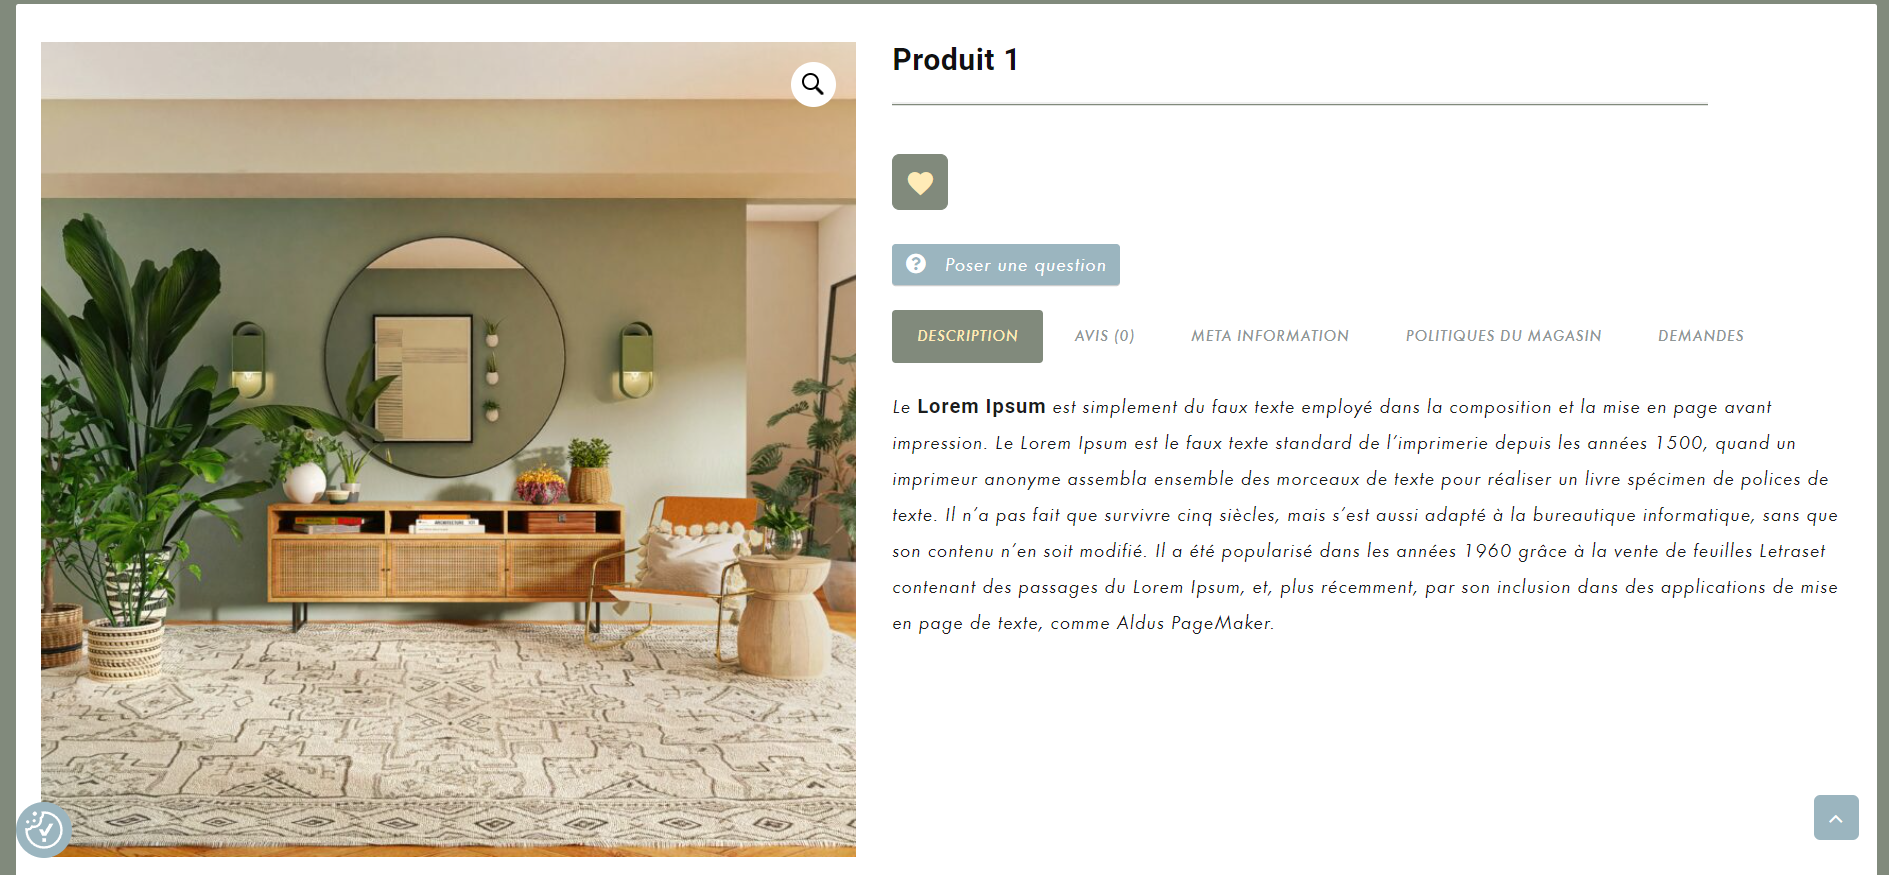 Produit 1
Poser une question
DESCRIPTION
AVIS (0)
META INFORMATION
POLITIQUES DU MAGASIN
DEMANDES
Le Lorem Ipsum est simplement du faux texte employé dans la composition et la mise en page avant
impression. Le Lorem Ipsum est le faux texte standard de l’imprimerie depuis les années 1500, quand un
imprimeur anonyme assembla ensemble des morceaux de texte pour réaliser un livre spécimen de polices de
texte. Il n’a pas fait que survivre cinq siècles, mais s’est aussi adapté à la bureautique informatique, sans que
son contenu n’en soit modifié. Il a été popularisé dans les années 1960 grâce à la vente de feuilles Letraset
contenant des passages du Lorem Ipsum, et, plus récemment, par son inclusion dans des applications de mise
en page de texte, comme Aldus PageMaker.